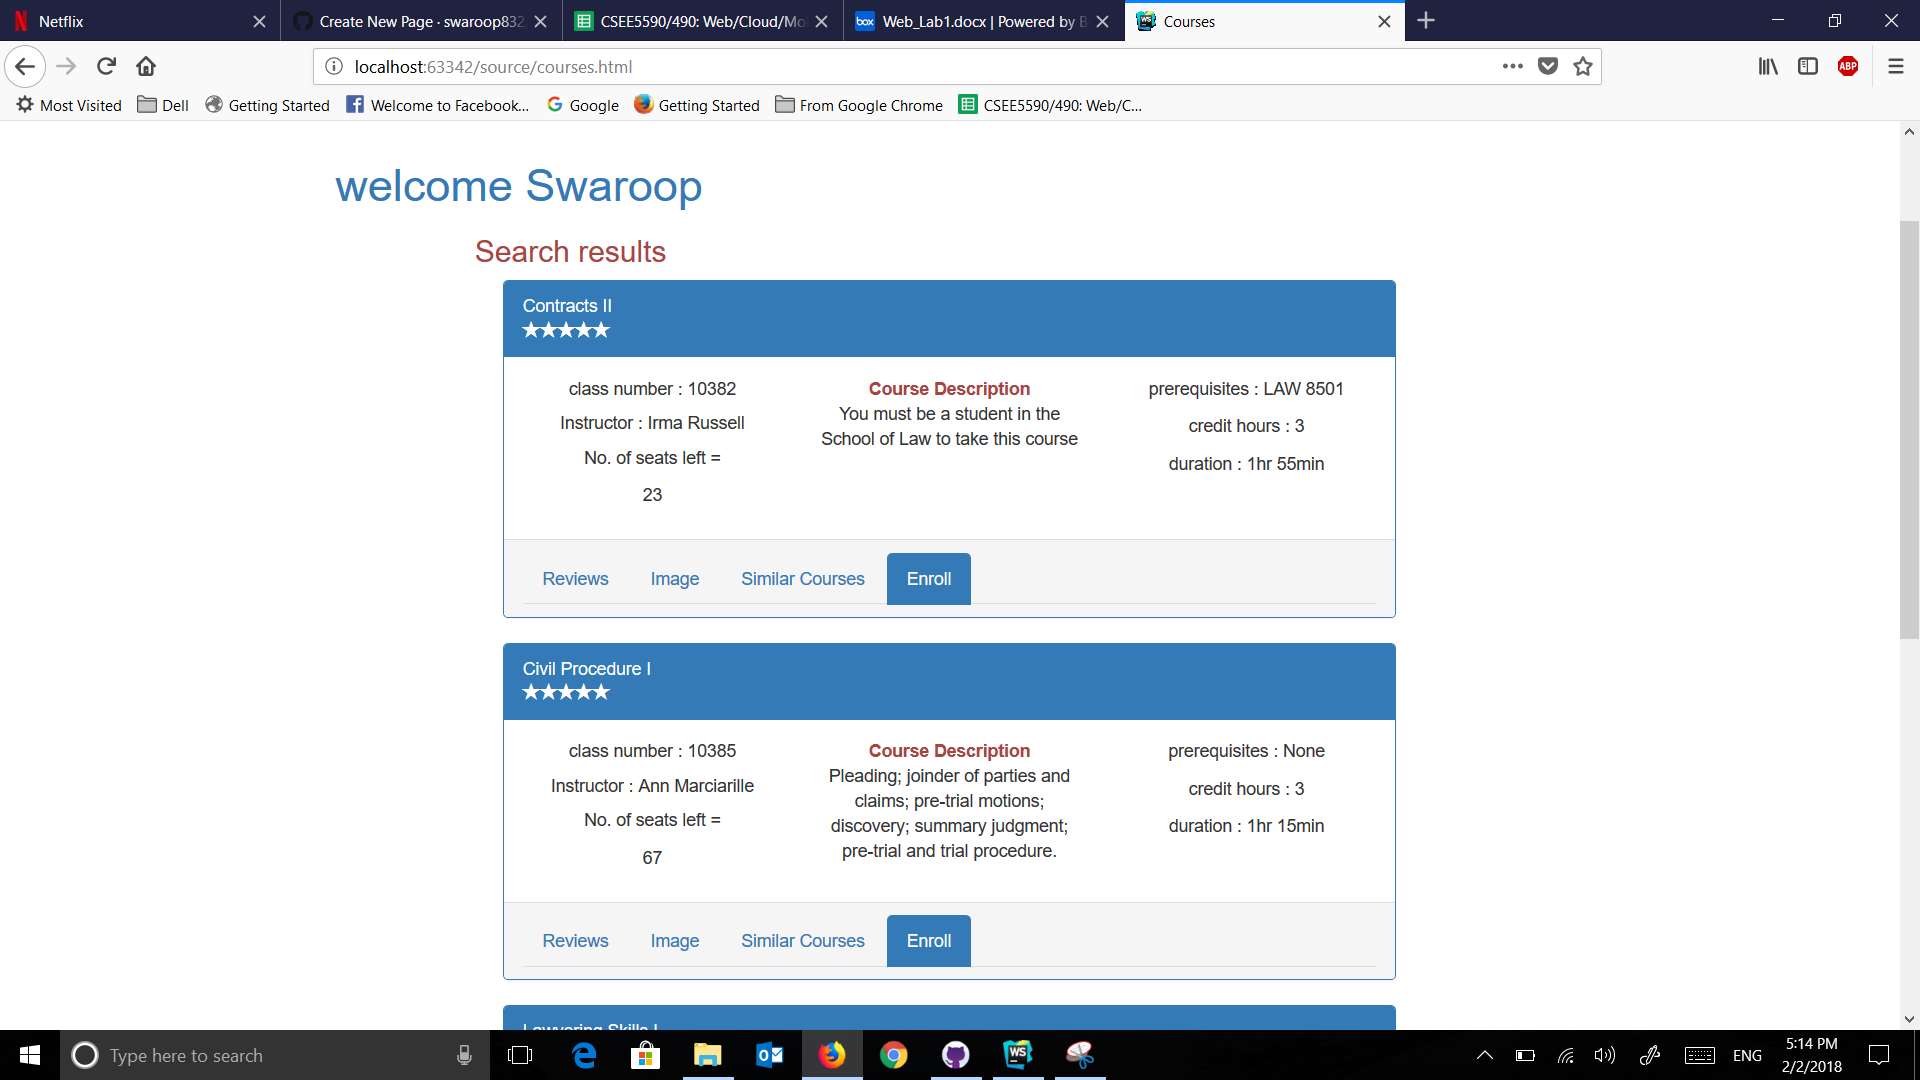 Netflix
Create New Page · swaroop832
CSEE5590/490: Web/Cloud/Mo
box Web_Lab1.docx | Powered by B
WS Courses
localhost:63342/source/courses.html
ABP
Most Visited
Dell
Getting Started
Welcome to Facebook...
Google
Getting Started
From Google Chrome
CSEE5590/490: Web/C...
welcome Swaroop
Search results
Contracts II
★★★★★
class number : 10382
Instructor : Irma Russell
No. of seats left =
23
Course Description
You must be a student in the
School of Law to take this course
prerequisites : LAW 8501
credit hours : 3
duration : 1hr 55min
Reviews
Image
Similar Courses
Enroll
Civil Procedure I
★★★★★
class number : 10385
Instructor : Ann Marciarille
No. of seats left =
67
Course Description
Pleading; joinder of parties and
claims; pre-trial motions;
discovery; summary judgment;
pre-trial and trial procedure.
prerequisites : None
credit hours : 3
duration : 1hr 15min
Reviews
Image
Similar Courses
Enroll
Lawyering Skills I
Type here to search
WS
ENG
5:14 PM
2/2/2018